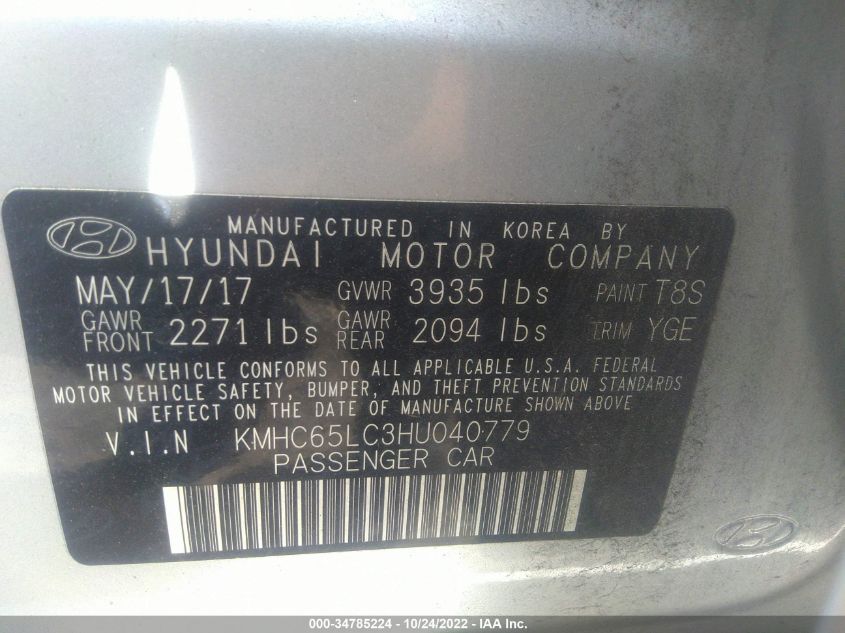 MANUFACTURED IN KOREA BY
HYUNDAI MOTOR COMPANY
MAY/17/17 GVWR 3935 lbs PAINT T8S
GAWR FRONT 2271 lbs GAWR REAR 2094 lbs TRIM YGE
THIS VEHICLE CONFORMS TO ALL APPLICABLE U.S.A. FEDERAL
MOTOR VEHICLE SAFETY, BUMPER, AND THEFT PREVENTION STANDARDS
IN EFFECT ON THE DATE OF MANUFACTURE SHOWN ABOVE
V.I.N KMHC65LC3HU040779
PASSENGER CAR
000-34785224 - 10/24/2022 - IAA Inc.